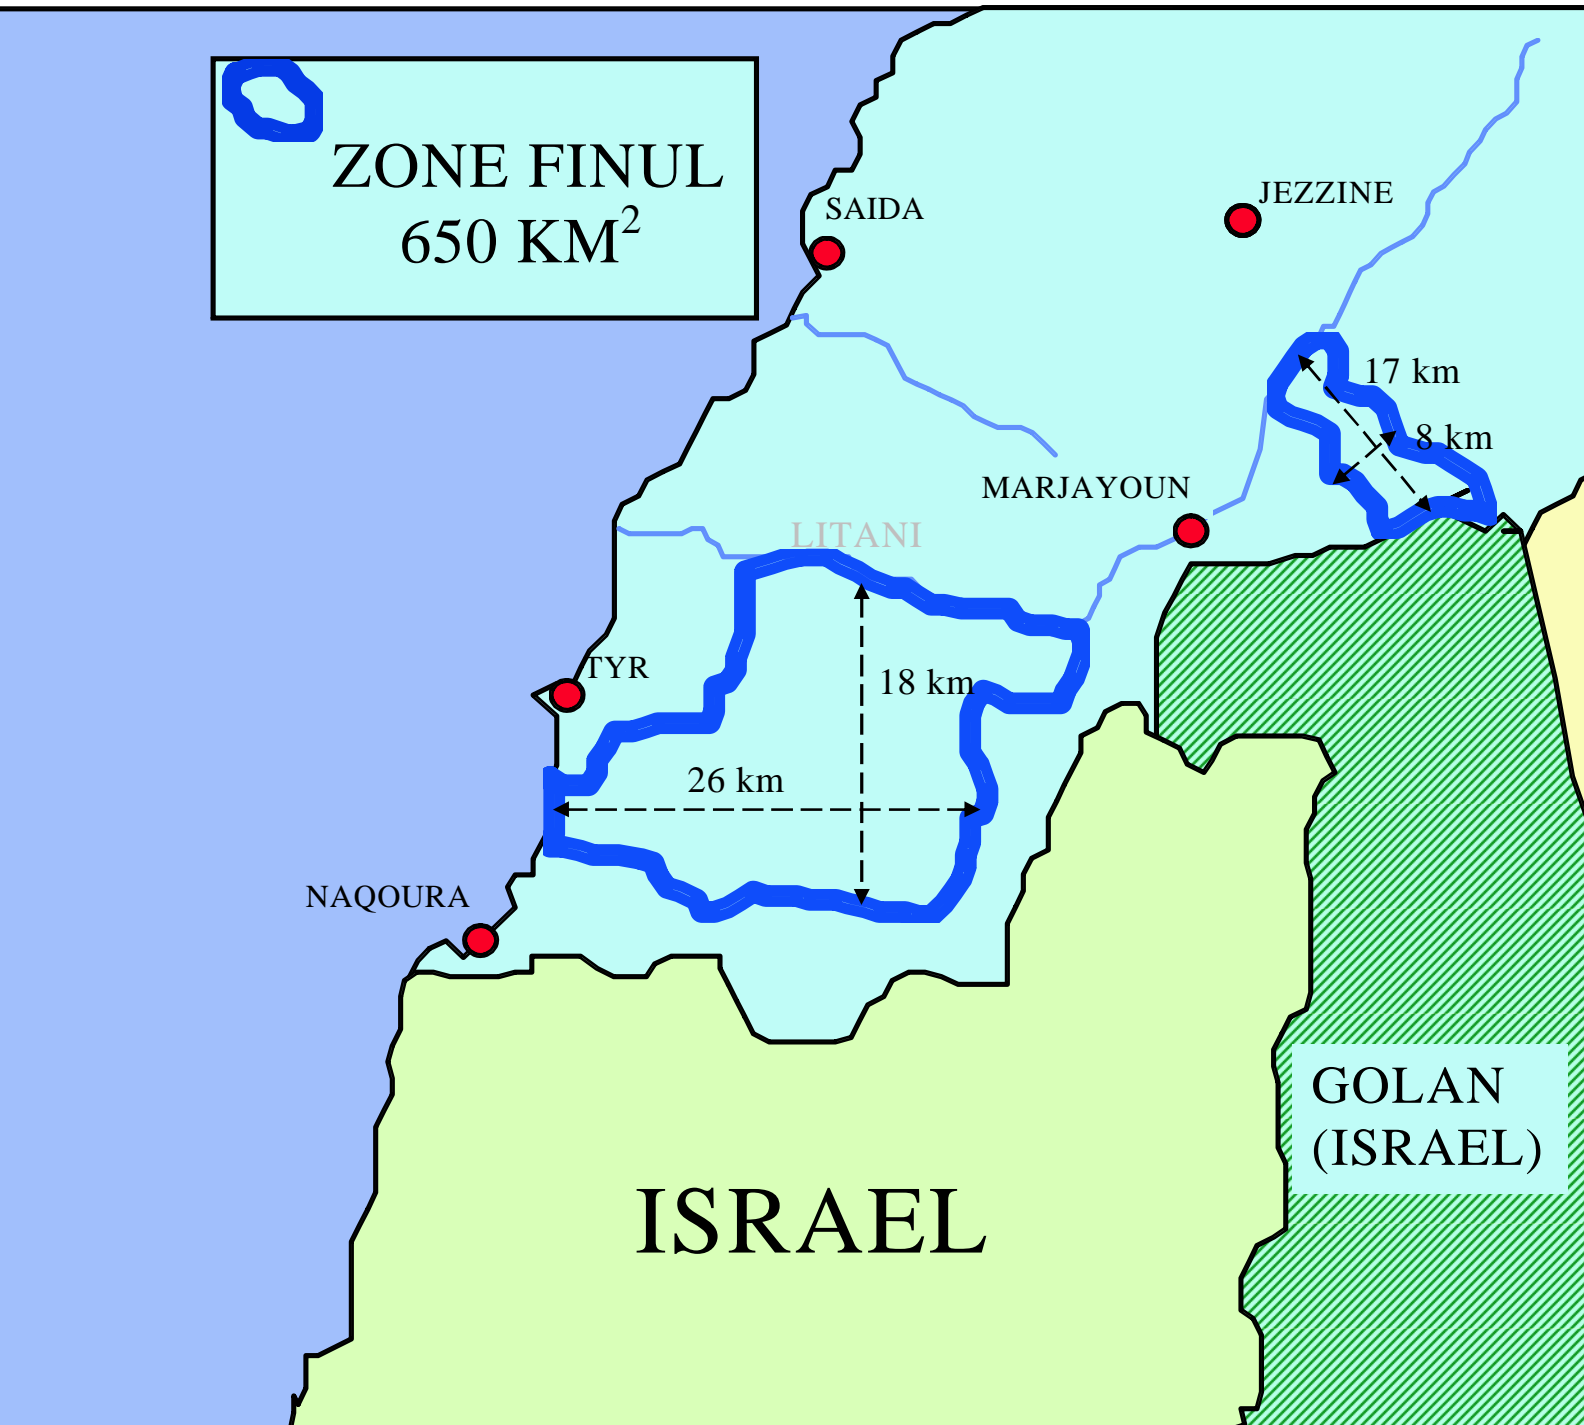 ZONE FINUL
650 KM²
SAIDA
JEZZINE
17 km
8 km
MARJAYOUN
LITANI
TYR
18 km
26 km
NAQOURA
GOLAN
(ISRAEL)
ISRAEL